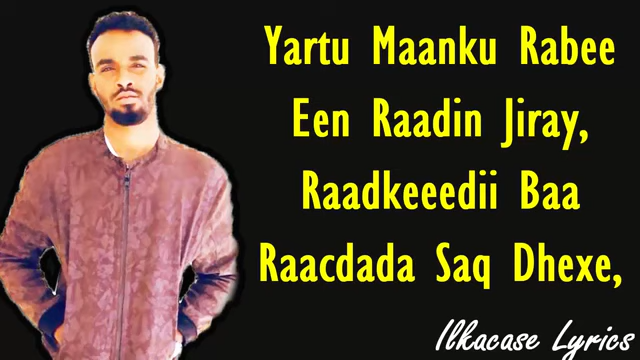 Yartu Maanku Rabee
Een Raadin Jiray,
Raadkeeedii Baa
Raacdada Saq Dhexe,
Ilkacase Lyrics